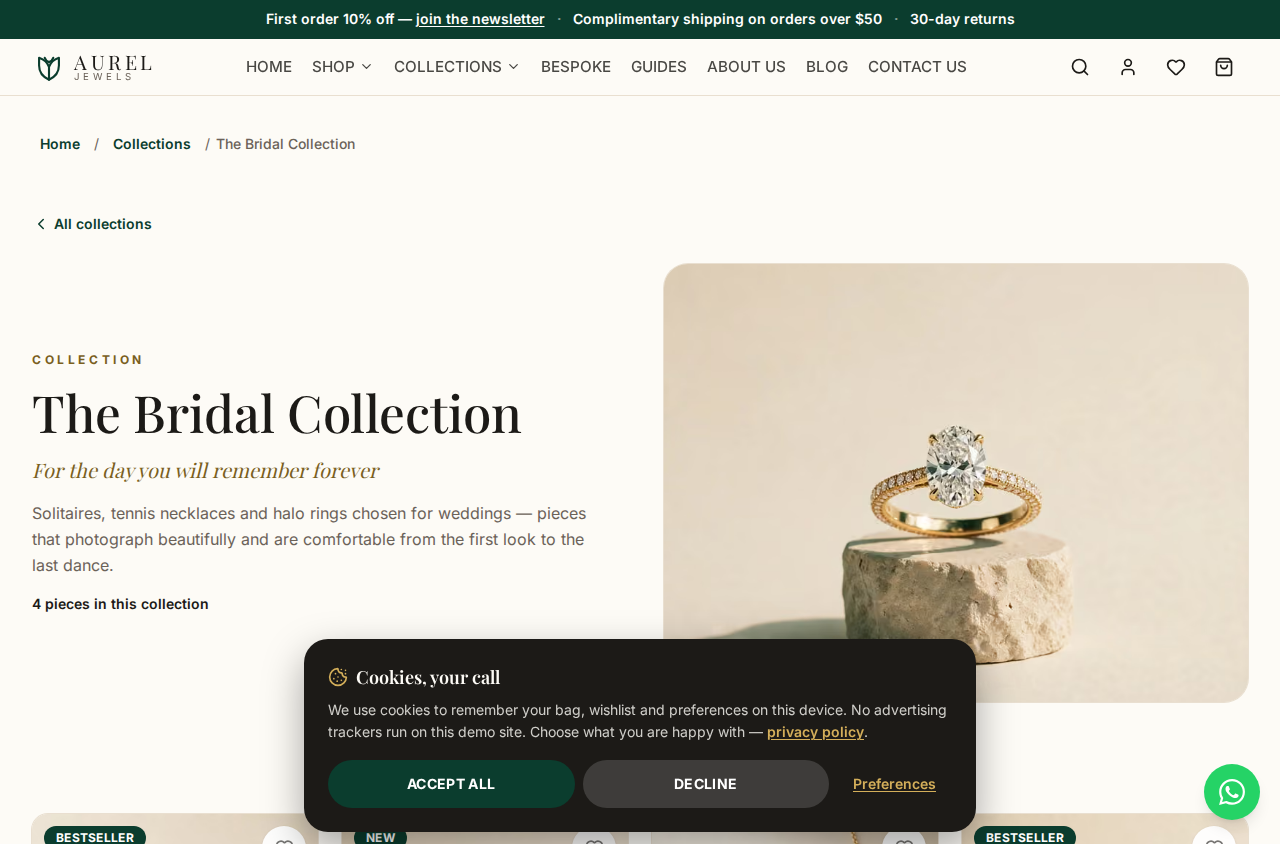 First order 10% off — join the newsletter · Complimentary shipping on orders over $50 · 30-day returns
AUREL
JEWELS
HOME SHOP COLLECTIONS BESPOKE GUIDES ABOUT US BLOG CONTACT US
Home / Collections / The Bridal Collection
All collections
COLLECTION
The Bridal Collection
For the day you will remember forever
Solitaires, tennis necklaces and halo rings chosen for weddings — pieces
that photograph beautifully and are comfortable from the first look to the
last dance.
4 pieces in this collection
Cookies, your call
We use cookies to remember your bag, wishlist and preferences on this device. No advertising
trackers run on this demo site. Choose what you are happy with — privacy policy.
ACCEPT ALL DECLINE Preferences
BESTSELLER NEW BESTSELLER